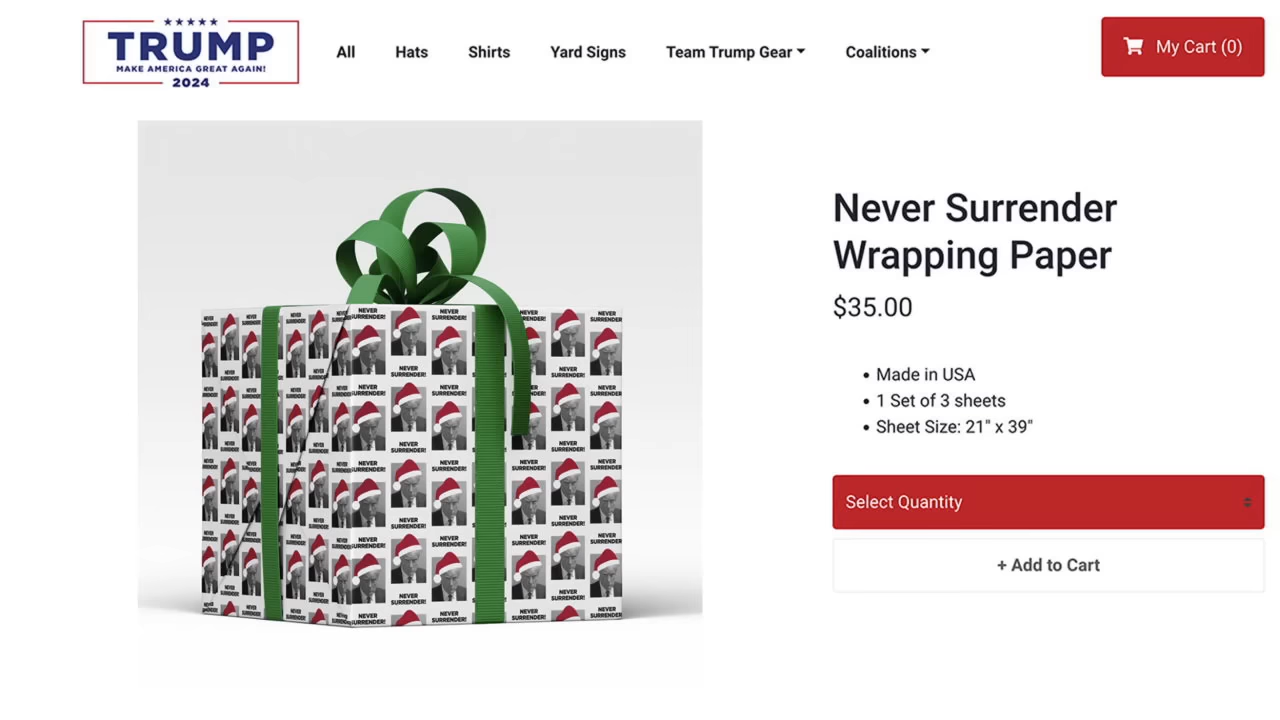 TRUMP
MAKE AMERICA GREAT AGAIN!
2024
All
Hats
Shirts
Yard Signs
Team Trump Gear
Coalitions
My Cart (0)
NEVER
SURRENDER!
Never Surrender
Wrapping Paper
$35.00
• Made in USA
• 1 Set of 3 sheets
• Sheet Size: 21" x 39"
Select Quantity
+ Add to Cart